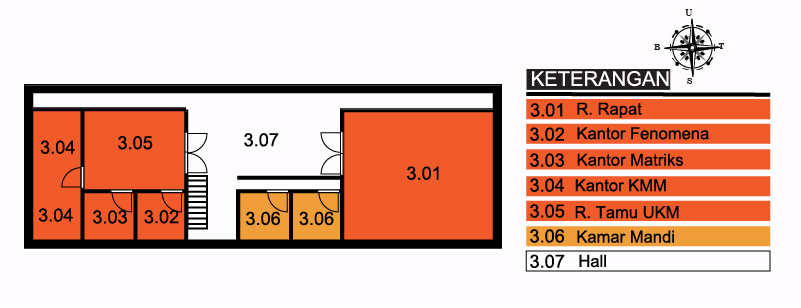 U
B T
S
KETERANGAN
3.01 R. Rapat
3.02 Kantor Fenomena
3.03 Kantor Matriks
3.04 Kantor KMM
3.05 R. Tamu UKM
3.06 Kamar Mandi
3.07 Hall
3.04
3.05
3.07
3.01
3.04
3.03
3.02
3.06
3.06